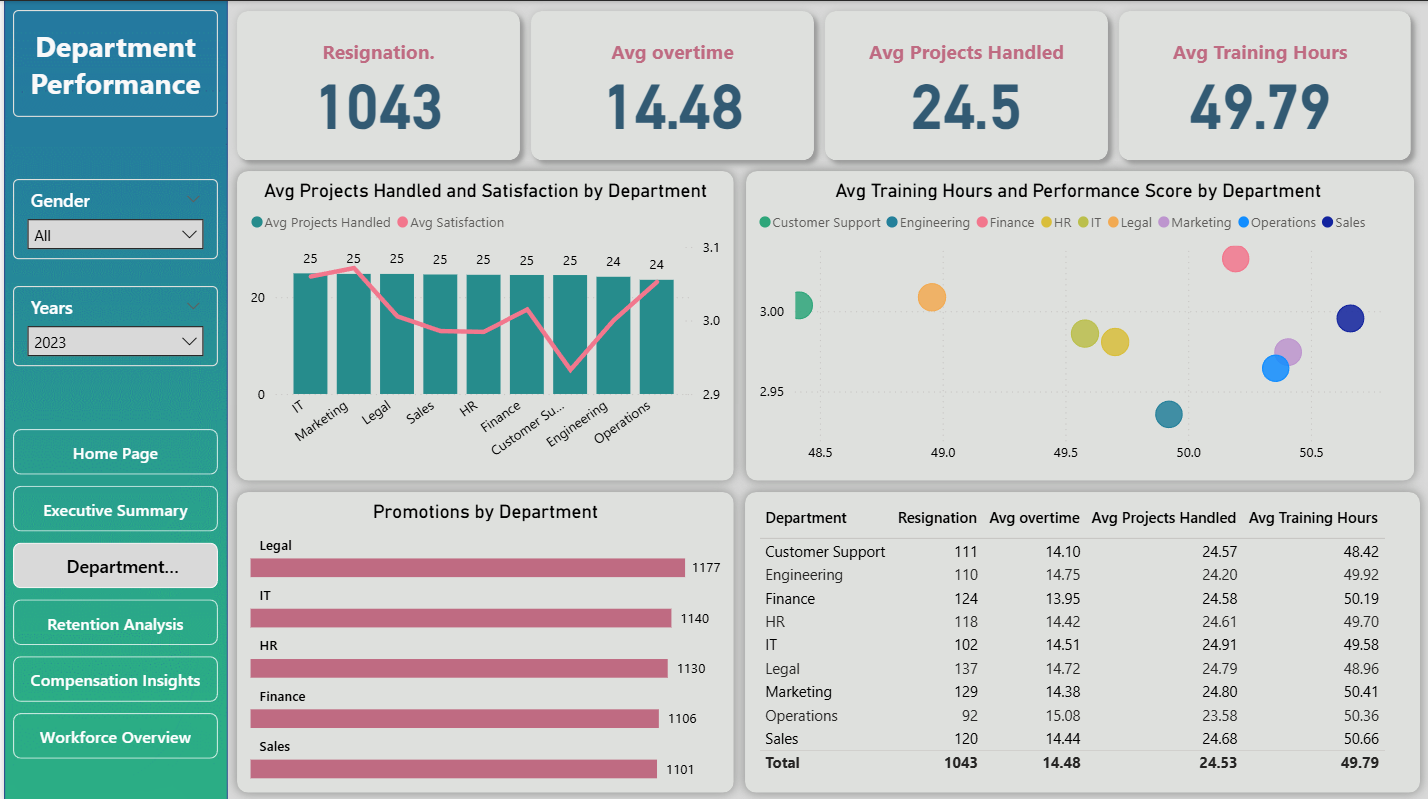 Department
Performance
Gender
All
Years
2023
Home Page
Executive Summary
Department...
Retention Analysis
Compensation Insights
Workforce Overview
Resignation.
1043
Avg overtime
14.48
Avg Projects Handled
24.5
Avg Training Hours
49.79
Avg Projects Handled and Satisfaction by Department
Avg Projects Handled Avg Satisfaction
3.1
25 25 25 25 25 25 25 24 24
20
3.0
0
2.9
IT Marketing Legal Sales HR Finance Customer Su... Engineering Operations
Avg Training Hours and Performance Score by Department
Customer Support Engineering Finance HR IT Legal Marketing Operations Sales
3.00
2.95
48.5 49.0 49.5 50.0 50.5
Promotions by Department
Legal
1177
IT
1140
HR
1130
Finance
1106
Sales
1101
Department Resignation Avg overtime Avg Projects Handled Avg Training Hours
Customer Support 111 14.10 24.57 48.42
Engineering 110 14.75 24.20 49.92
Finance 124 13.95 24.58 50.19
HR 118 14.42 24.61 49.70
IT 102 14.51 24.91 49.58
Legal 137 14.72 24.79 48.96
Marketing 129 14.38 24.80 50.41
Operations 92 15.08 23.58 50.36
Sales 120 14.44 24.68 50.66
Total 1043 14.48 24.53 49.79